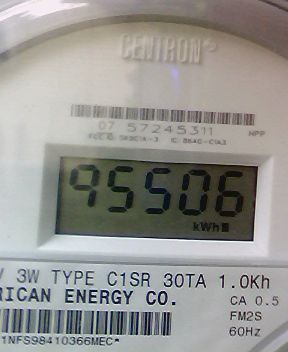 CENTRON®
07 57245311
HPP
95506
kWh
V 3W TYPE C1SR 30TA 1.0Kh
RICAN ENERGY CO.
CA 0.5
FM2S
60Hz
1NFS98410366MEC*